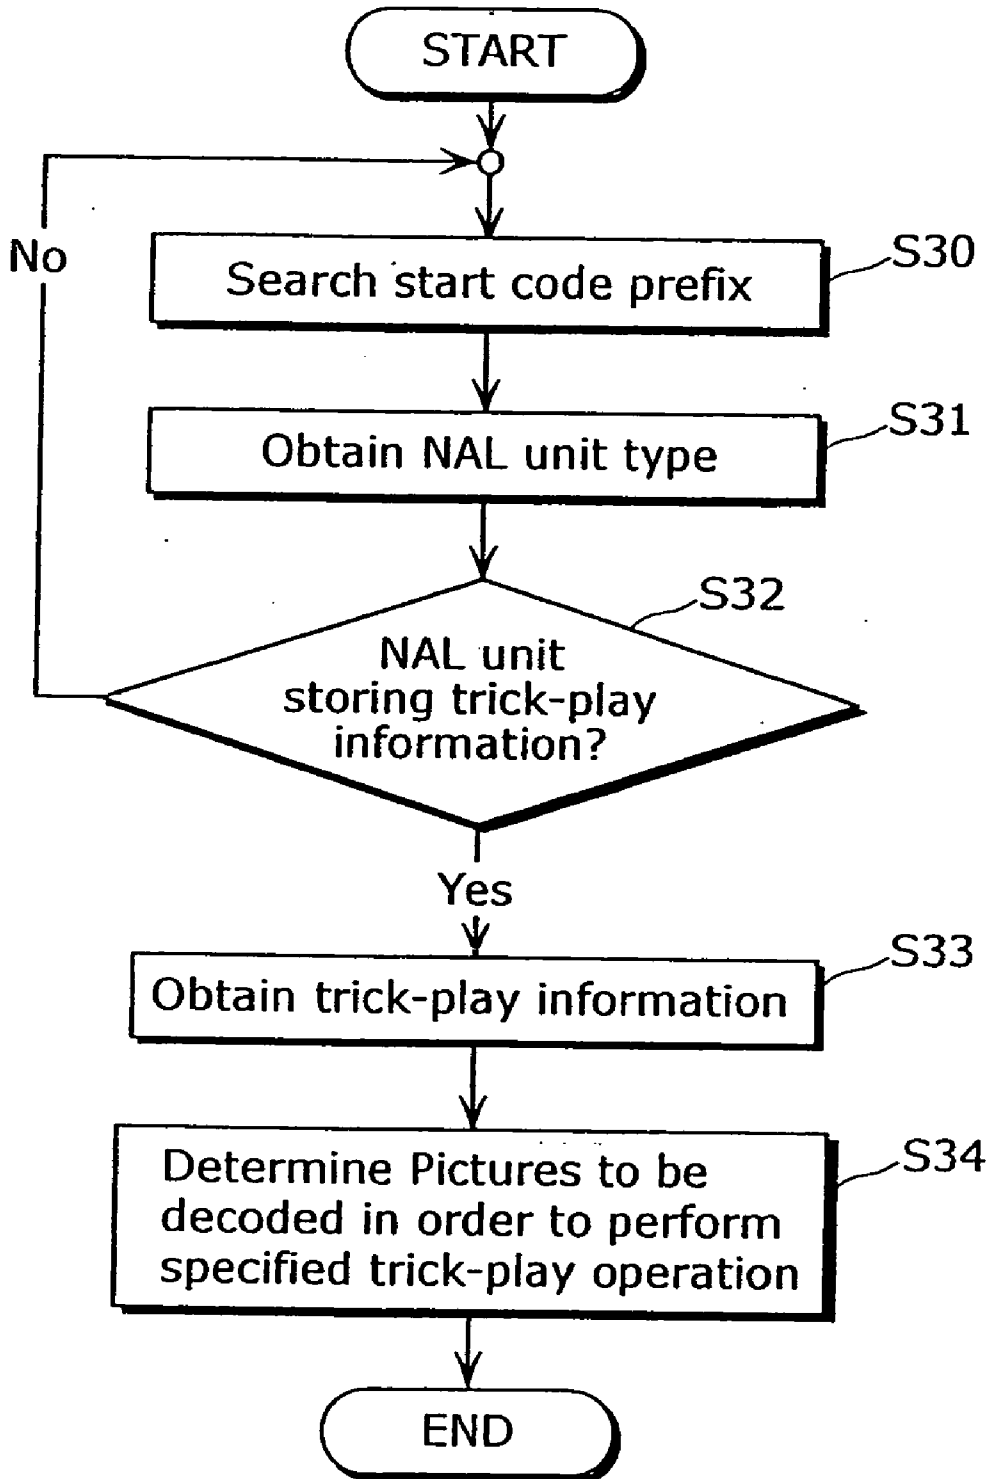 START
No
Search start code prefix
S30
Obtain NAL unit type
S31
S32
NAL unit
storing trick-play
information?
Yes
S33
Obtain trick-play information
S34
Determine Pictures to be
decoded in order to perform
specified trick-play operation
END